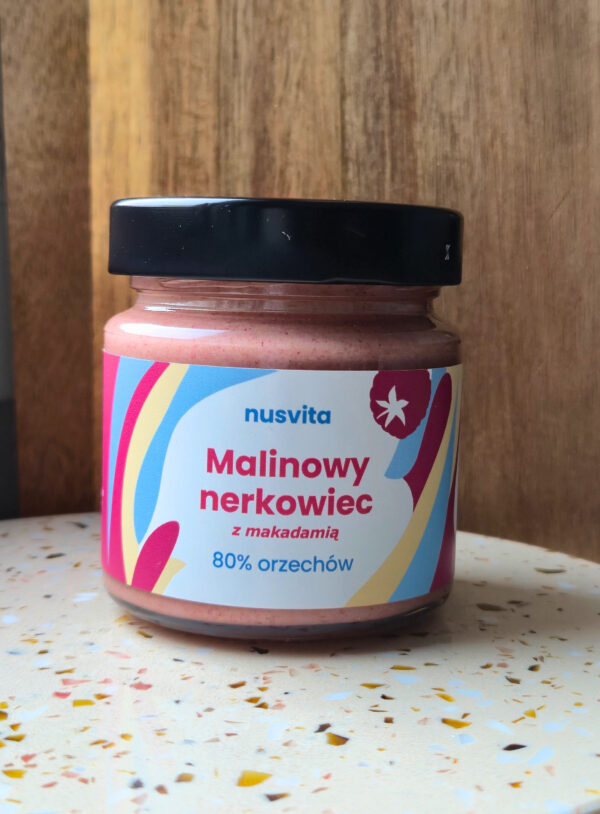 nusvita
Malinowy
nerkowiec
z makadamią
80% orzechów